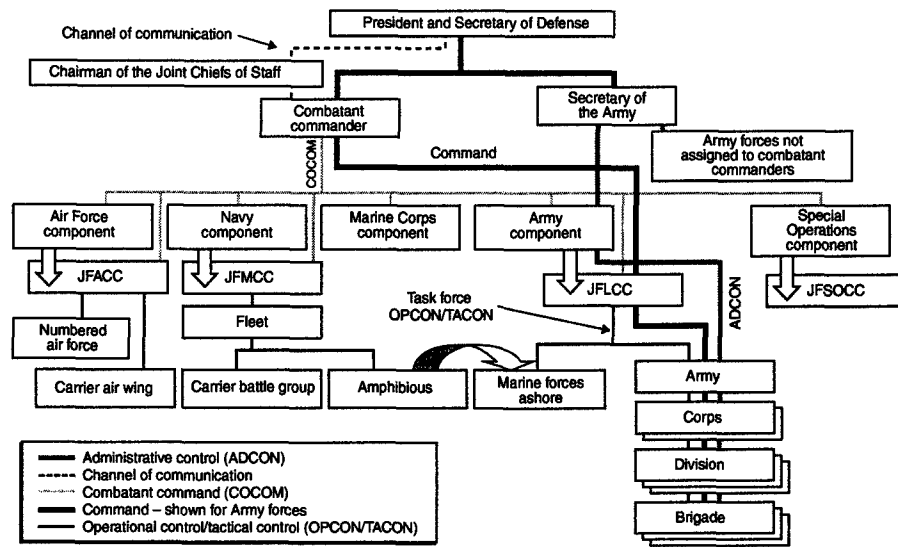 President and Secretary of Defense
Channel of communication
Chairman of the Joint Chiefs of Staff
Combatant
commander
Secretary of
the Army
Army forces not
assigned to combatant
commanders
COCOM
Command
Air Force
component
Navy
component
Marine Corps
component
Army
component
Special
Operations
component
JFACC
JFMCC
JFLCC
JFSOCC
ADCON
Task force
OPCON/TACON
Numbered
air force
Fleet
Carrier air wing
Carrier battle group
Amphibious
Marine forces
ashore
Army
Corps
Division
Brigade
Administrative control (ADCON)
Channel of communication
Combatant command (COCOM)
Command – shown for Army forces
Operational control/tactical control (OPCON/TACON)